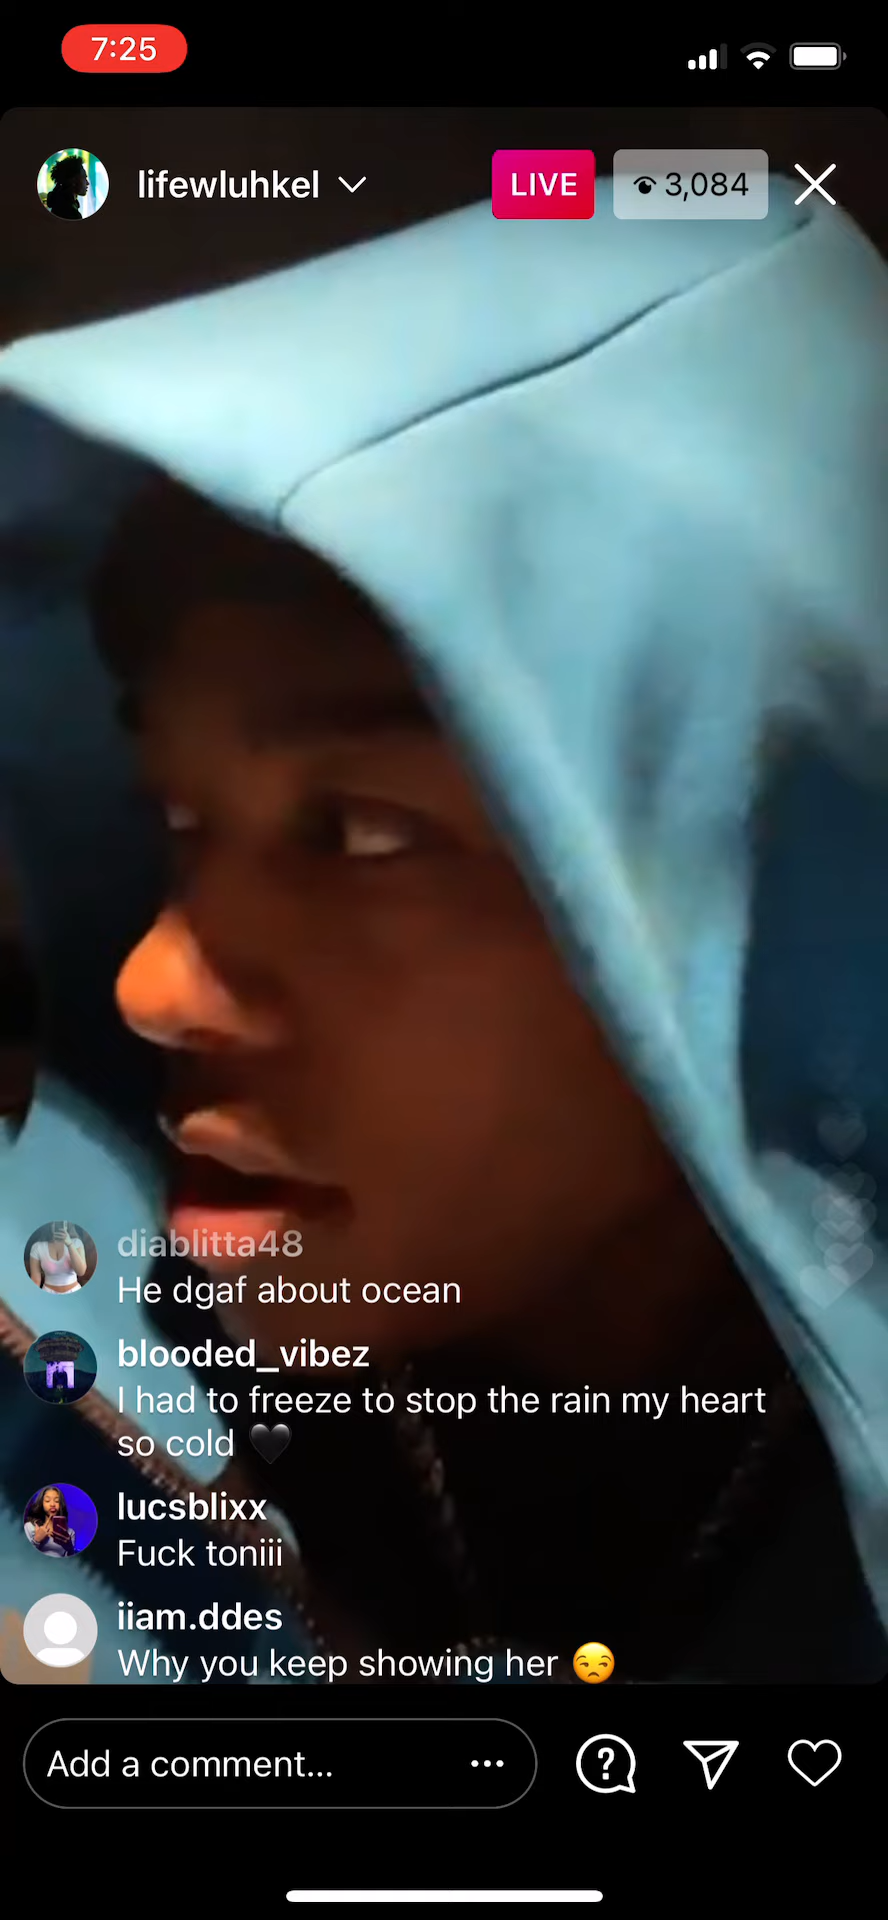 7:25
lifewluhkel
LIVE
3,084
diablitta48
He dgaf about ocean
blooded_vibez
I had to freeze to stop the rain my heart
so cold 🖤
lucsblixx
Fuck toniii
iiam.ddes
Why you keep showing her 😒
Add a comment...